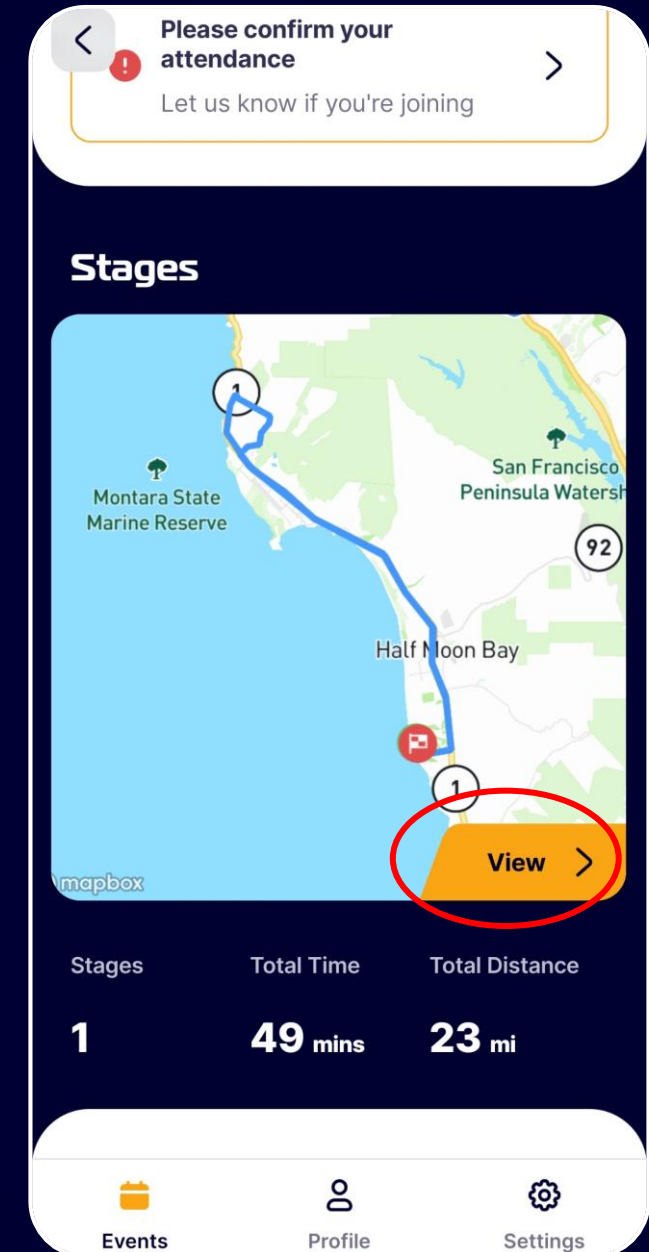 Please confirm your
attendance
Let us know if you're joining
Stages
1
San Francisco
Peninsula Watersh
Montara State
Marine Reserve
92
Half Moon Bay
1
View
mapbox
Stages Total Time Total Distance
1 49 mins 23 mi
Events Profile Settings